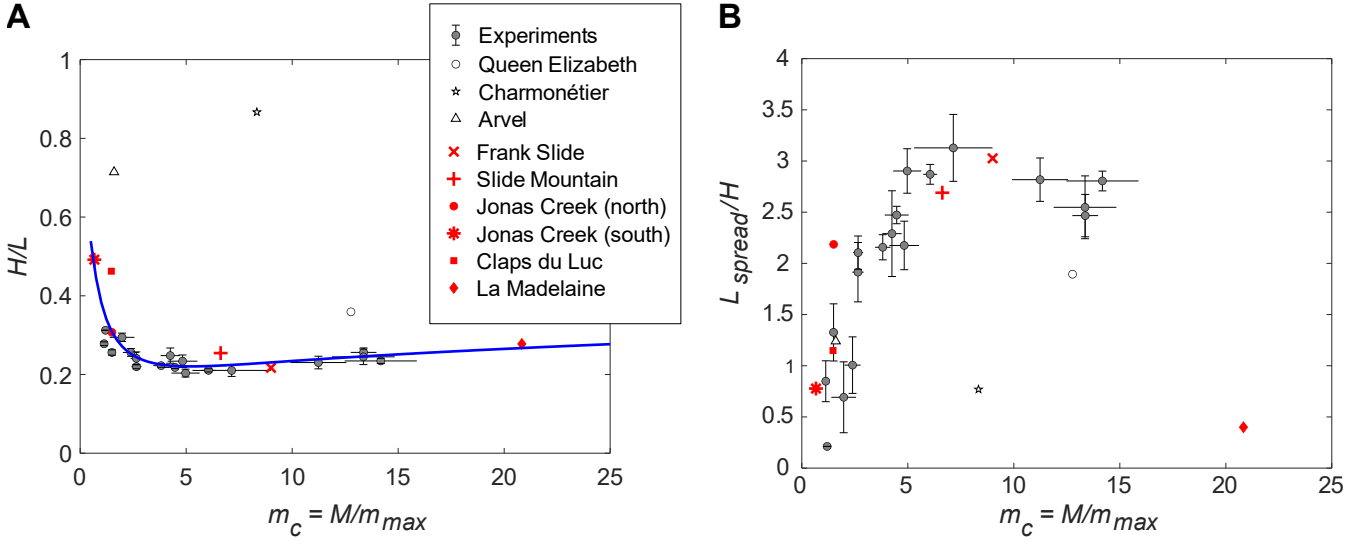 A
1
0.8
0.6
0.4
0.2
0
H/L
0 5 10 15 20 25
m_c = M/m_max
Experiments
Queen Elizabeth
Charmonétier
Arvel
Frank Slide
Slide Mountain
Jonas Creek (north)
Jonas Creek (south)
Claps du Luc
La Madelaine
B
4
3.5
3
2.5
2
1.5
1
0.5
0
L_spread/H
0 5 10 15 20 25
m_c = M/m_max